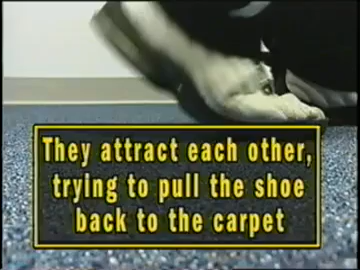 They attract each other,
trying to pull the shoe
back to the carpet